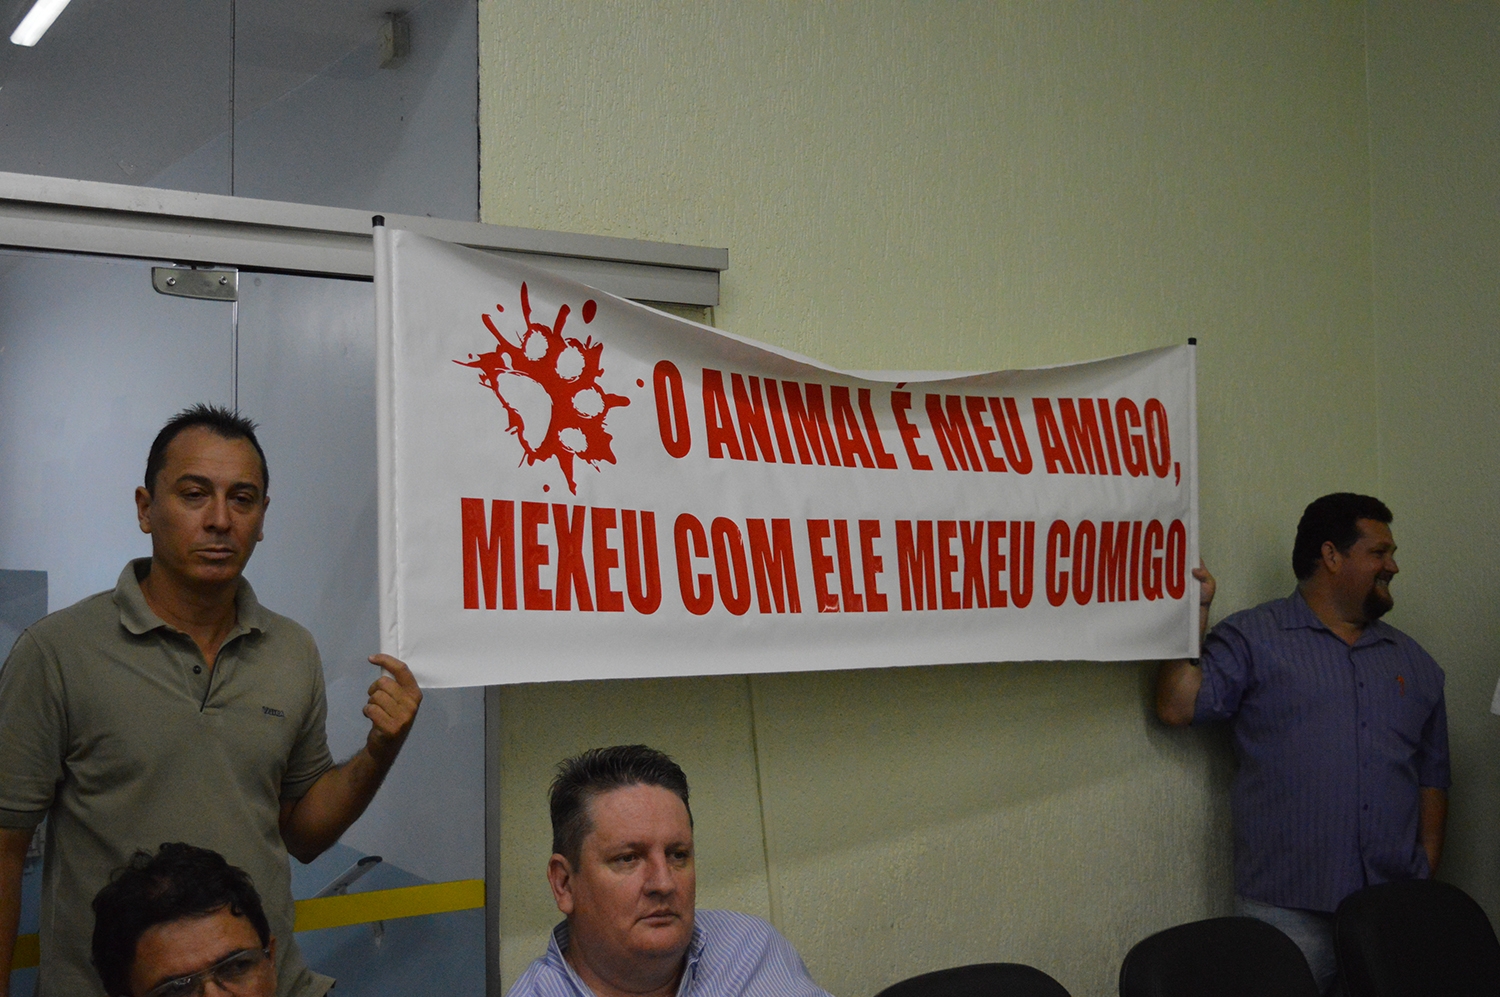 O ANIMAL É MEU AMIGO,
MEXEU COM ELE MEXEU COMIGO